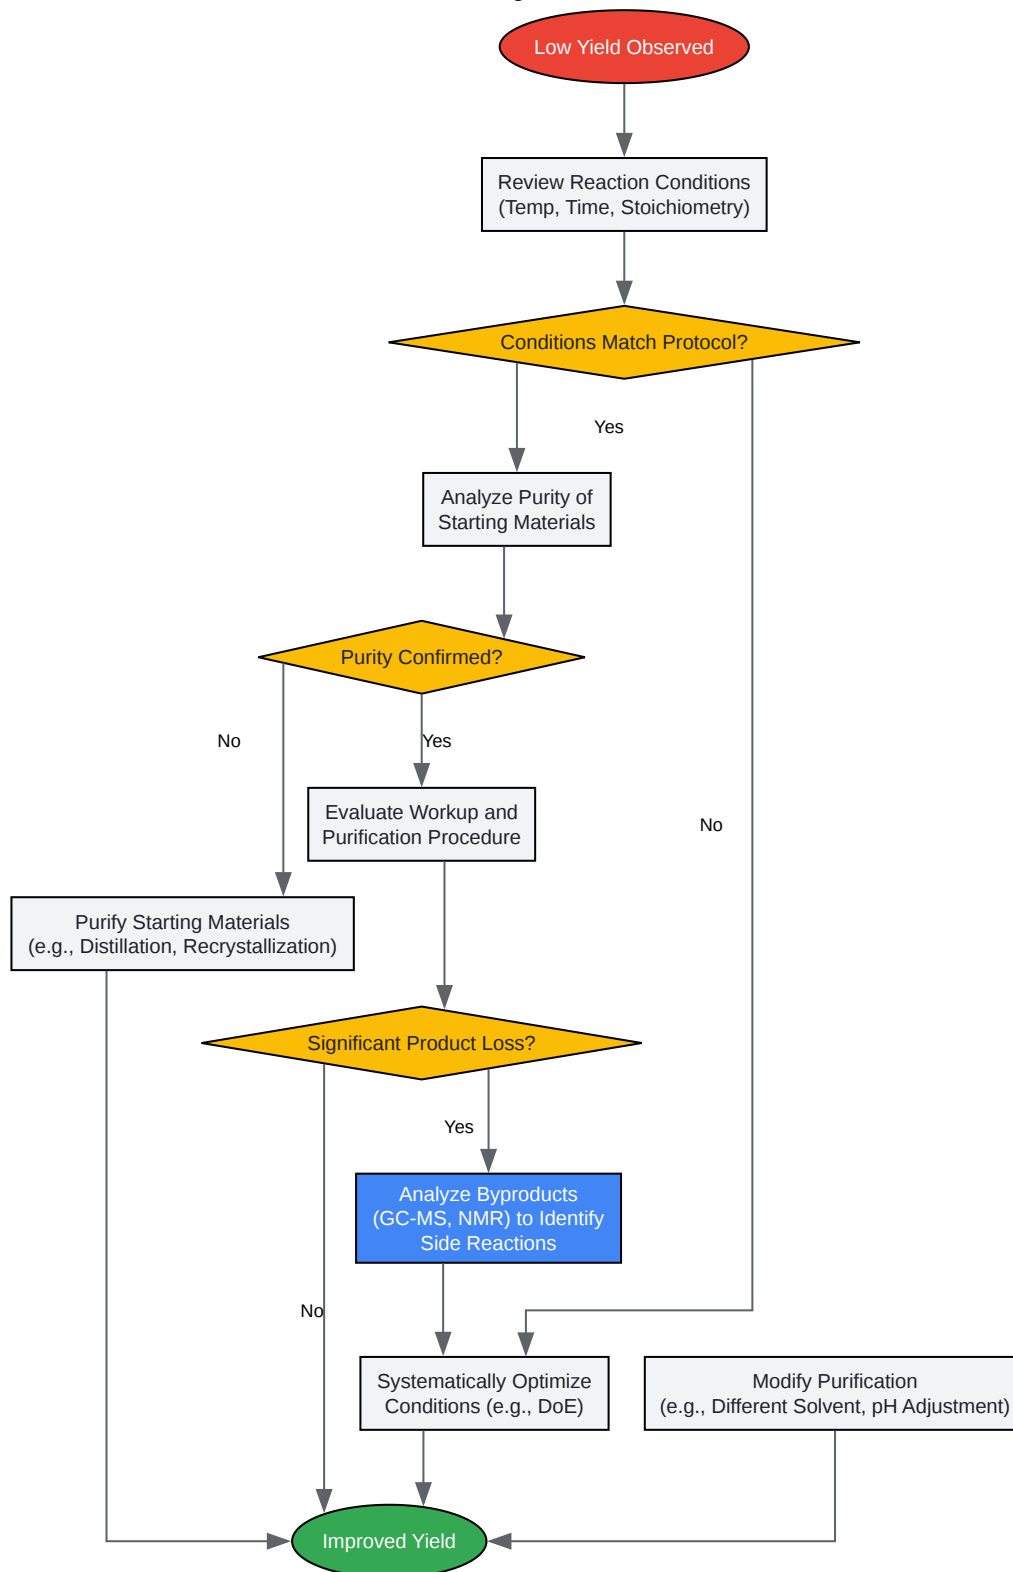 Low Yield Observed
Review Reaction Conditions
(Temp, Time, Stoichiometry)
Conditions Match Protocol?
Yes
Analyze Purity of
Starting Materials
Purity Confirmed?
No
Yes
Evaluate Workup and
Purification Procedure
No
Purify Starting Materials
(e.g., Distillation, Recrystallization)
Significant Product Loss?
Yes
Analyze Byproducts
(GC-MS, NMR) to Identify
Side Reactions
No
Systematically Optimize
Conditions (e.g., DoE)
Modify Purification
(e.g., Different Solvent, pH Adjustment)
Improved Yield